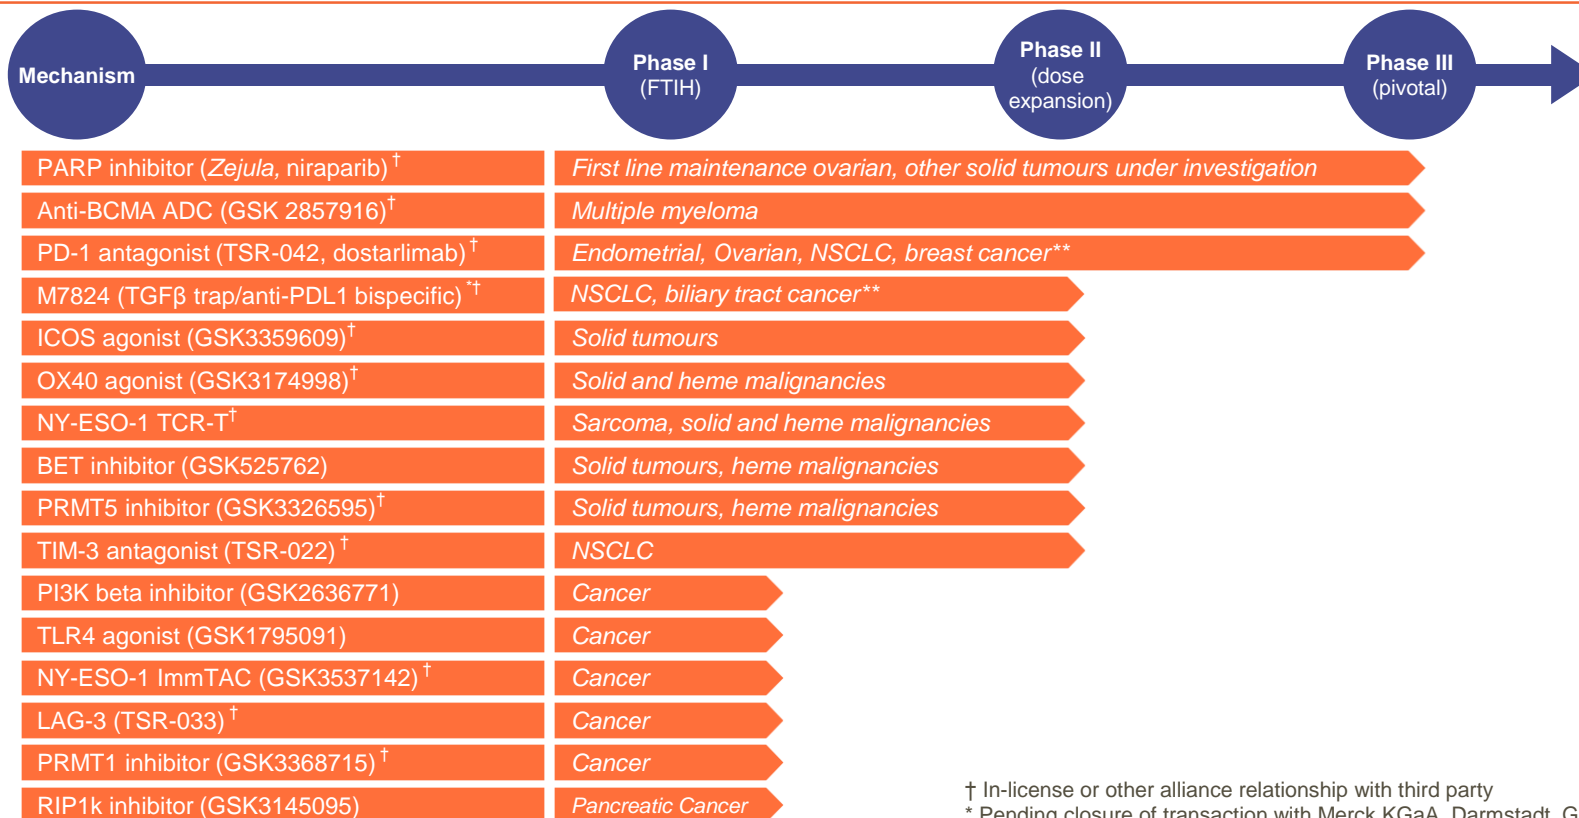 Mechanism
Phase I
(FTIH)
Phase II
(dose
expansion)
Phase III
(pivotal)
PARP inhibitor (Zejula, niraparib) † First line maintenance ovarian, other solid tumours under investigation
Anti-BCMA ADC (GSK 2857916)† Multiple myeloma
PD-1 antagonist (TSR-042, dostarlimab) † Endometrial, Ovarian, NSCLC, breast cancer**
M7824 (TGFβ trap/anti-PDL1 bispecific) *† NSCLC, biliary tract cancer**
ICOS agonist (GSK3359609)† Solid tumours
OX40 agonist (GSK3174998)† Solid and heme malignancies
NY-ESO-1 TCR-T† Sarcoma, solid and heme malignancies
BET inhibitor (GSK525762) Solid tumours, heme malignancies
PRMT5 inhibitor (GSK3326595)† Solid tumours, heme malignancies
TIM-3 antagonist (TSR-022) † NSCLC
PI3K beta inhibitor (GSK2636771) Cancer
TLR4 agonist (GSK1795091) Cancer
NY-ESO-1 ImmTAC (GSK3537142) † Cancer
LAG-3 (TSR-033) † Cancer
PRMT1 inhibitor (GSK3368715) † Cancer
RIP1k inhibitor (GSK3145095) Pancreatic Cancer
† In-license or other alliance relationship with third party
* Pending closure of transaction with Merck KGaA, Darmstadt, G